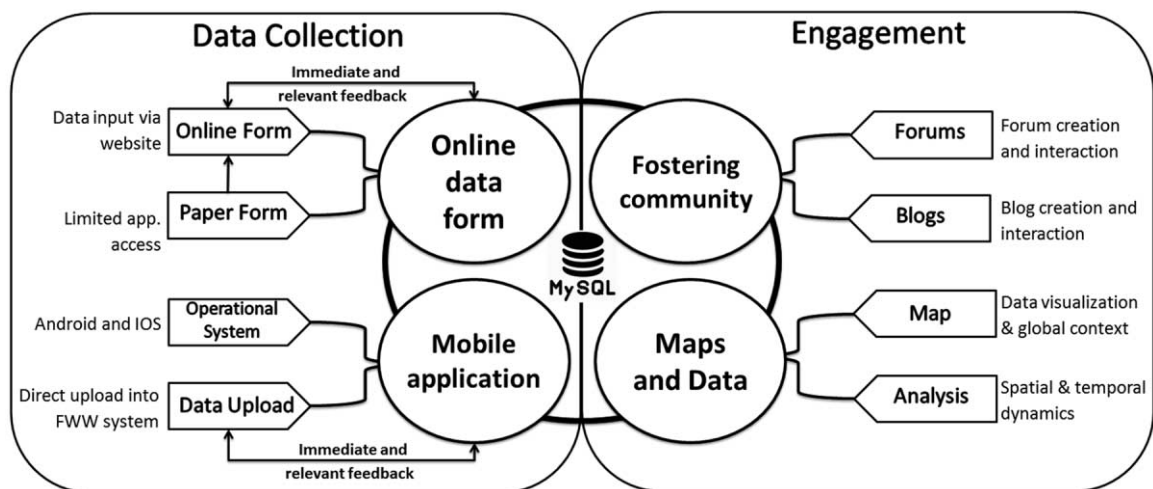 Data Collection
Immediate and
relevant feedback
Data input via
website
Online Form
Limited app.
access
Paper Form
Online
data
form
Android and IOS
Operational
System
Direct upload into
FWW system
Data Upload
Mobile
application
Immediate and
relevant feedback
MySQL
Engagement
Fostering
community
Forums
Forum creation
and interaction
Blogs
Blog creation and
interaction
Maps
and Data
Map
Data visualization
& global context
Analysis
Spatial & temporal
dynamics